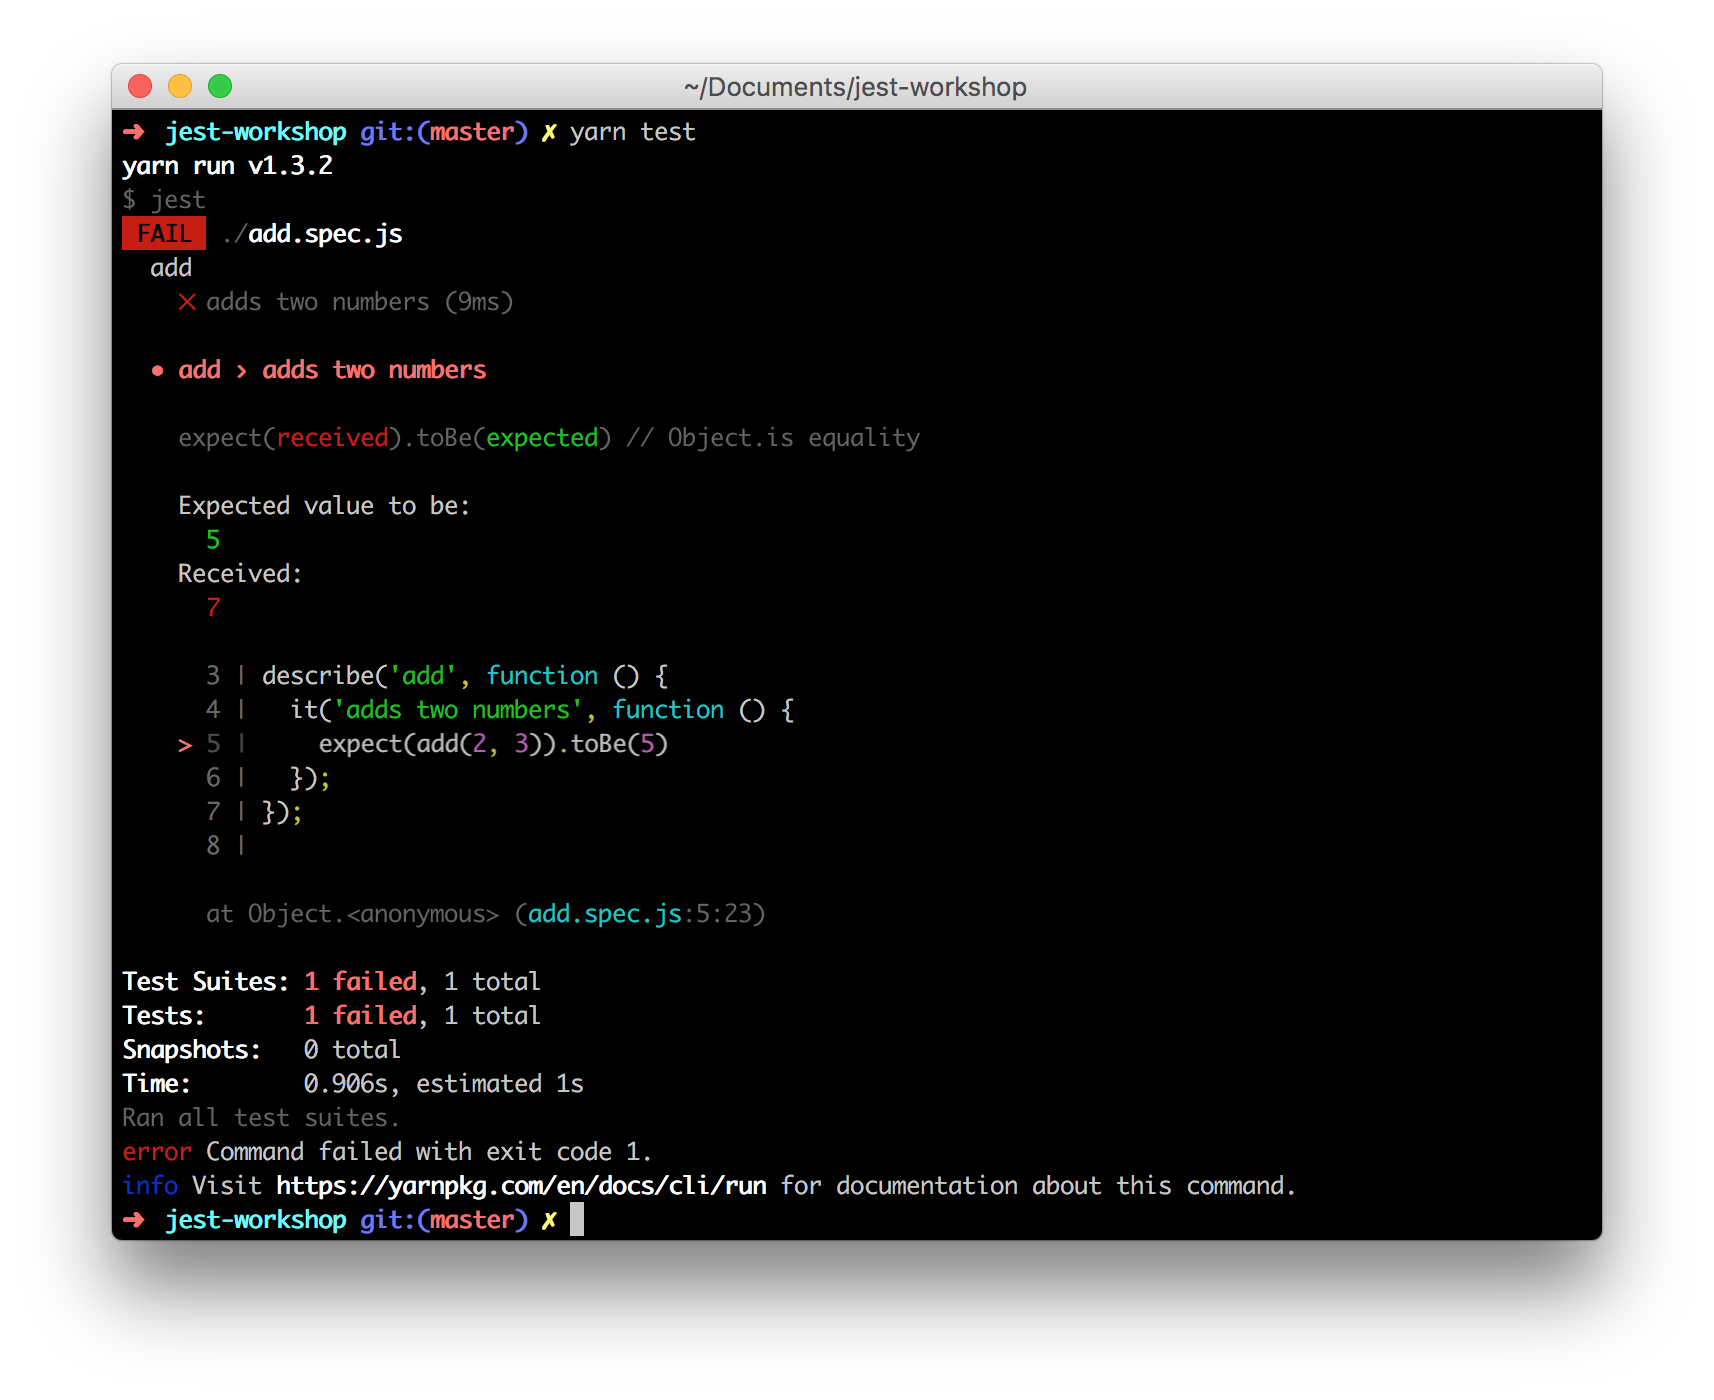 ~/Documents/jest-workshop
➜ jest-workshop git:(master) ✗ yarn test
yarn run v1.3.2
$ jest
FAIL ./add.spec.js
add
✕ adds two numbers (9ms)
● add › adds two numbers
expect(received).toBe(expected) // Object.is equality
Expected value to be:
5
Received:
7
3 | describe('add', function () {
4 |   it('adds two numbers', function () {
> 5 |     expect(add(2, 3)).toBe(5)
6 |   });
7 | });
8 |
at Object.<anonymous> (add.spec.js:5:23)
Test Suites: 1 failed, 1 total
Tests:       1 failed, 1 total
Snapshots:   0 total
Time:        0.906s, estimated 1s
Ran all test suites.
error Command failed with exit code 1.
info Visit https://yarnpkg.com/en/docs/cli/run for documentation about this command.
➜ jest-workshop git:(master) ✗